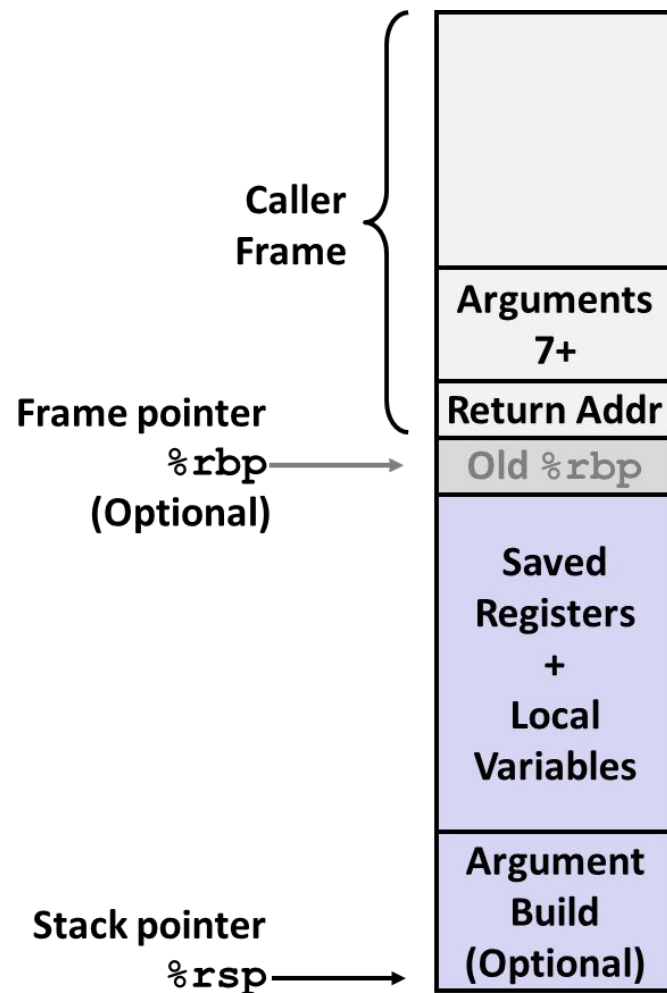 Caller
Frame
Arguments
7+
Return Addr
Frame pointer
%rbp
(Optional)
Old %rbp
Saved
Registers
+
Local
Variables
Argument
Build
(Optional)
Stack pointer
%rsp